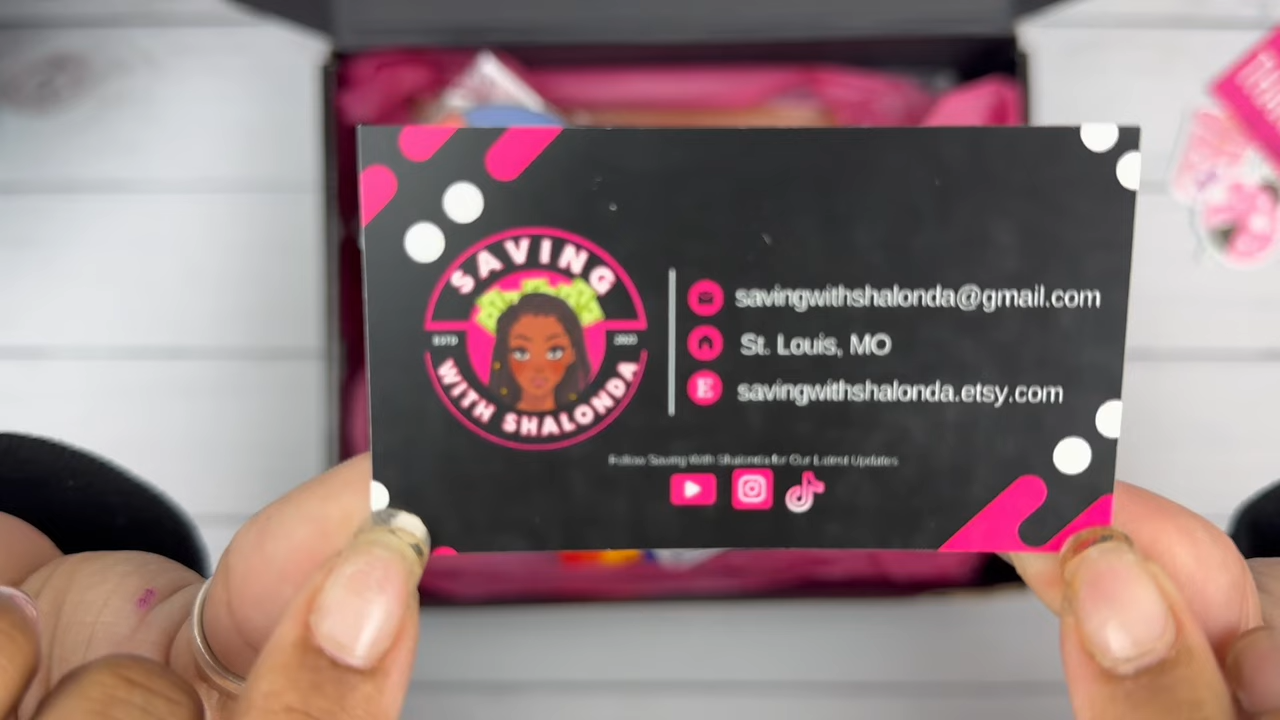 SAVING
ESTD 2023
WITH SHALONDA
savingwithshalonda@gmail.com
St. Louis, MO
E
savingwithshalonda.etsy.com
Follow Saving With Shalonda for Our Latest Updates